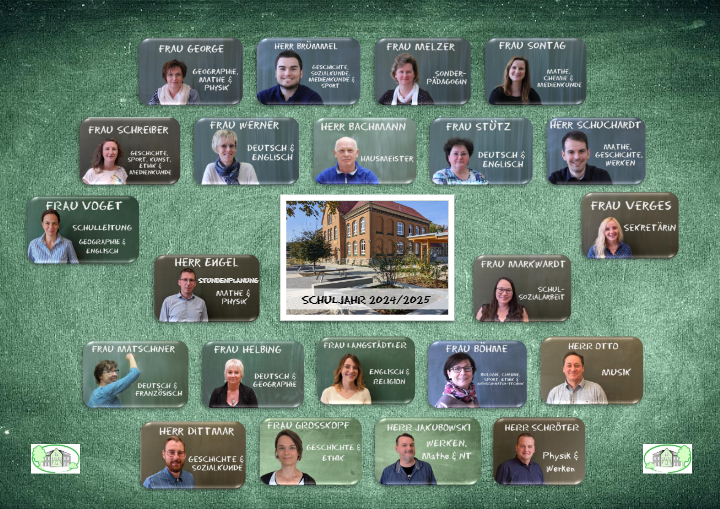 FRAU GEORGE
GEOGRAPHIE,
MATHE &
PHYSIK
HERR BRÜMMEL
GESCHICHTE,
SOZIALKUNDE,
MEDIENKUNDE &
SPORT
FRAU MELZER
SONDER-
PÄDAGOGIN
FRAU SONTAG
MATHE,
CHEMIE &
MEDIENKUNDE
FRAU SCHREIBER
GESCHICHTE,
SPORT, KUNST,
ETHIK &
MEDIENKUNDE
FRAU WERNER
DEUTSCH &
ENGLISCH
HERR BACHMANN
HAUSMEISTER
FRAU STÜTZ
DEUTSCH &
ENGLISCH
HERR SCHUCHARDT
MATHE,
GESCHICHTE,
WERKEN
FRAU VOGET
SCHULLEITUNG
GEOGRAPHIE &
ENGLISCH
FRAU VERGES
SEKRETÄRIN
HERR ENGEL
STUNDENPLANUNG
MATHE &
PHYSIK
SCHULJAHR 2024/2025
FRAU MARKWARDT
SCHUL-
SOZIALARBEIT
FRAU MATSCHINER
DEUTSCH &
FRANZÖSISCH
FRAU HELBING
DEUTSCH &
GEOGRAPHIE
FRAU LANGSTÄDTLER
ENGLISCH &
RELIGION
FRAU BÖHME
BIOLOGIE, CHEMIE,
SPORT, ETHIK &
HERR OTTO
MUSIK
HERR DITTMAR
GESCHICHTE &
SOZIALKUNDE
FRAU GROSSKOPF
GESCHICHTE &
ETHIK
HERR JAKUBOWSKI
WERKEN,
Mathe & NT
HERR SCHRÖTER
Physik &
Werken